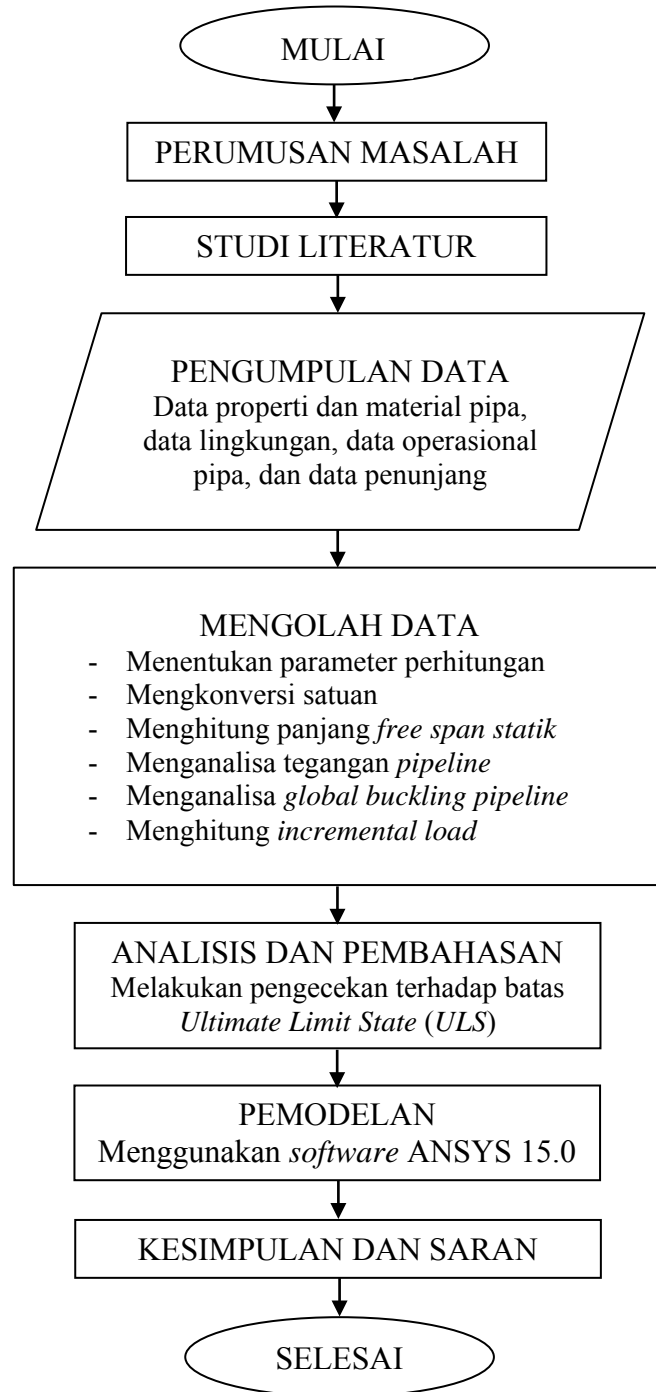 MULAI
PERUMUSAN MASALAH
STUDI LITERATUR
PENGUMPULAN DATA
Data properti dan material pipa,
data lingkungan, data operasional
pipa, dan data penunjang
MENGOLAH DATA
- Menentukan parameter perhitungan
- Mengkonversi satuan
- Menghitung panjang free span statik
- Menganalisa tegangan pipeline
- Menganalisa global buckling pipeline
- Menghitung incremental load
ANALISIS DAN PEMBAHASAN
Melakukan pengecekan terhadap batas
Ultimate Limit State (ULS)
PEMODELAN
Menggunakan software ANSYS 15.0
KESIMPULAN DAN SARAN
SELESAI